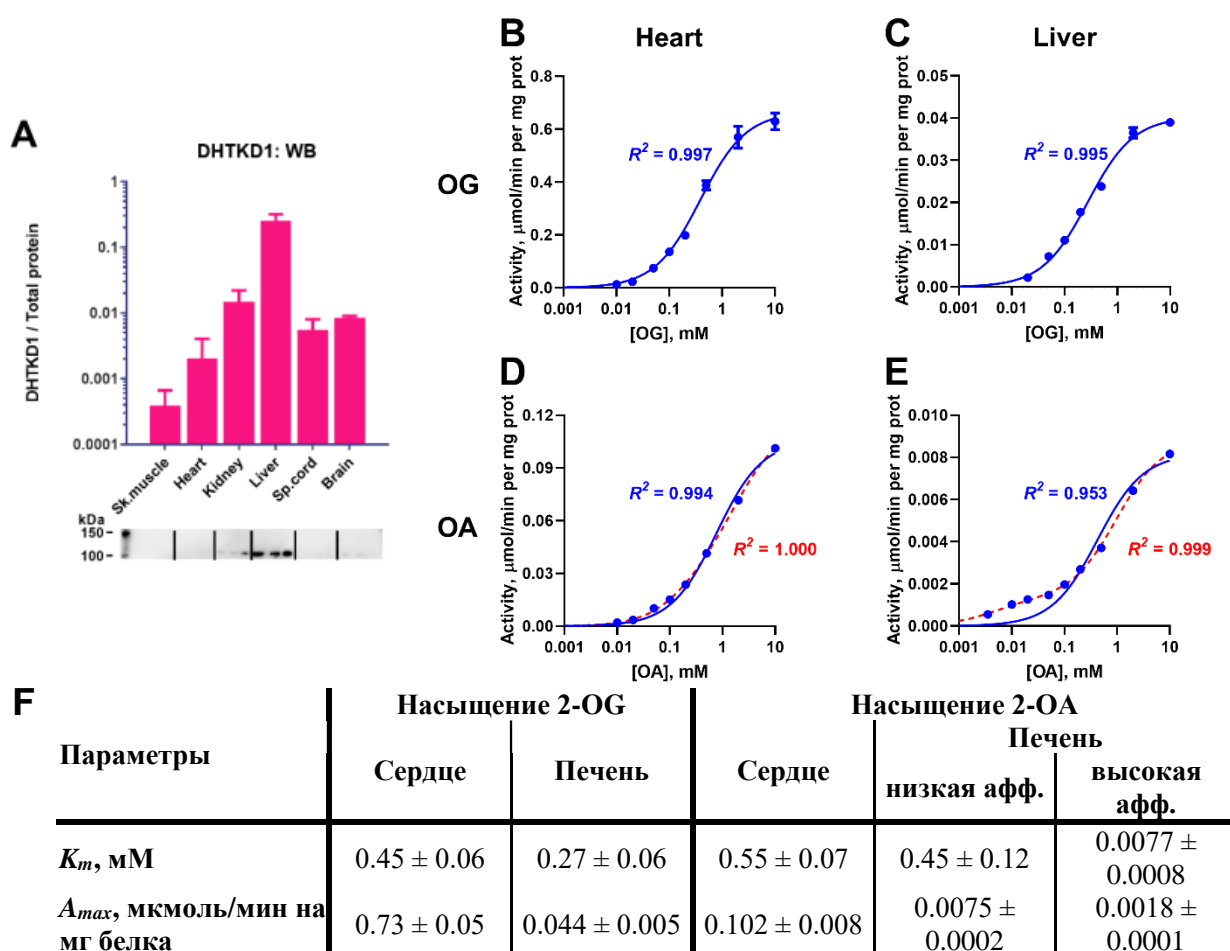 A
DHTKD1: WB
DHTKD1 / Total protein
1
0.1
0.01
0.001
0.0001
Sk.muscle
Heart
Kidney
Liver
Sp.cord
Brain
kDa
150
100
B
Heart
Activity, µmol/min per mg prot
0.8
0.6
0.4
0.2
0.0
R² = 0.997
0.001 0.01 0.1 1 10
[OG], mM
C
Liver
Activity, µmol/min per mg prot
0.05
0.04
0.03
0.02
0.01
0.00
R² = 0.995
0.001 0.01 0.1 1 10
[OG], mM
OG
D
Activity, µmol/min per mg prot
0.12
0.09
0.06
0.03
0.00
R² = 0.994
R² = 1.000
0.001 0.01 0.1 1 10
[OA], mM
E
Activity, µmol/min per mg prot
0.010
0.008
0.006
0.004
0.002
0.000
R² = 0.953
R² = 0.999
0.001 0.01 0.1 1 10
[OA], mM
OA
F
Параметры
Насыщение 2-OG
Насыщение 2-OA
Сердце
Печень
Сердце
Печень
низкая афф.
высокая
афф.
Km, мМ
0.45 ± 0.06
0.27 ± 0.06
0.55 ± 0.07
0.45 ± 0.12
0.0077 ±
0.0008
Amax, мкмоль/мин на
мг белка
0.73 ± 0.05
0.044 ± 0.005
0.102 ± 0.008
0.0075 ±
0.0002
0.0018 ±
0.0001